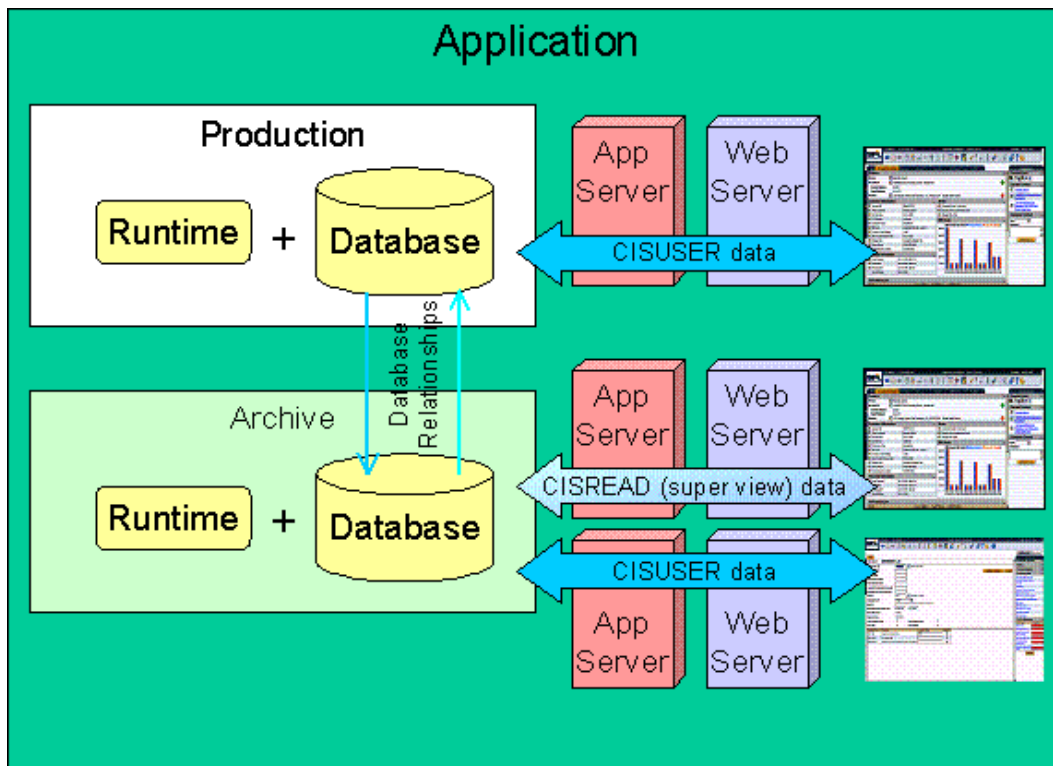 Application
Production
Runtime
+
Database
App
Server
Web
Server
CISUSER data
Database
Relationships
Archive
Runtime
+
Database
App
Server
Web
Server
CISREAD (super view) data
CISUSER data
App
Server
Web
Server